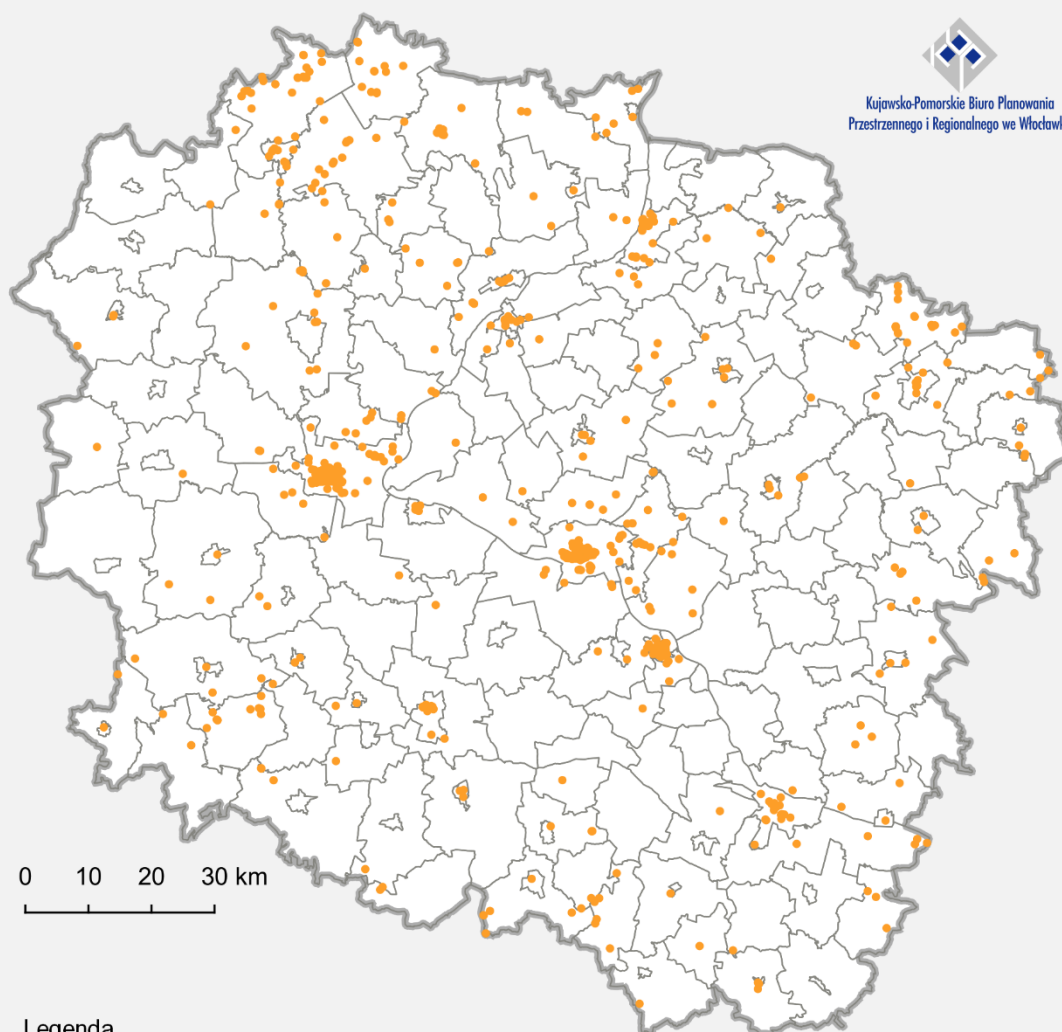 Kujawsko-Pomorskie Biuro Planowania
Przestrzennego i Regionalnego we Włocławk
0 10 20 30 km
Legenda